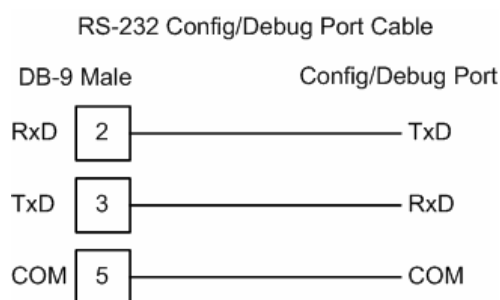 RS-232 Config/Debug Port Cable
DB-9 Male Config/Debug Port
RxD 2 TxD
TxD 3 RxD
COM 5 COM